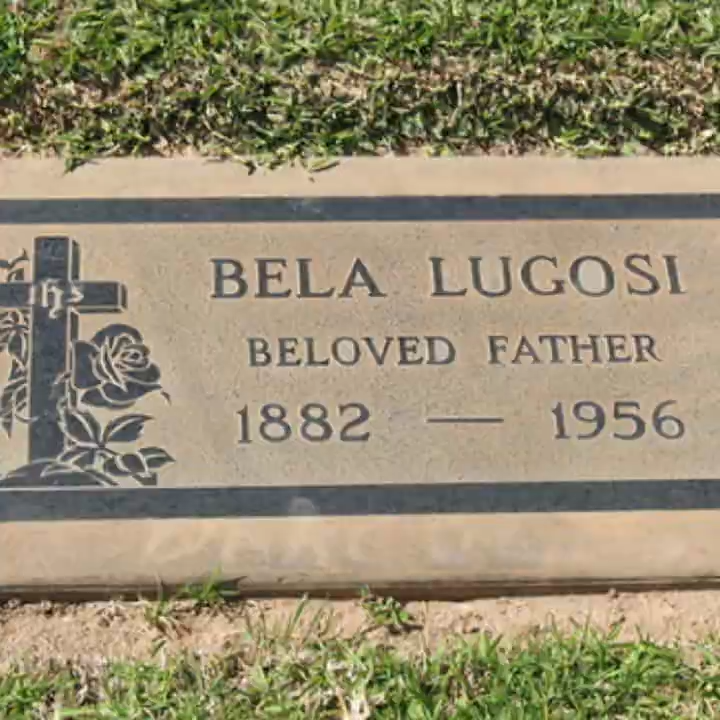 ihs
BELA LUGOSI
BELOVED FATHER
1882 — 1956